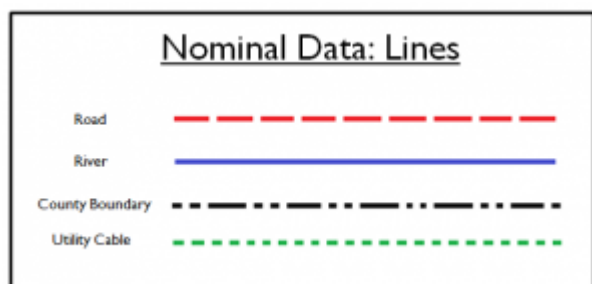 Nominal Data: Lines
Road
River
County Boundary
Utility Cable